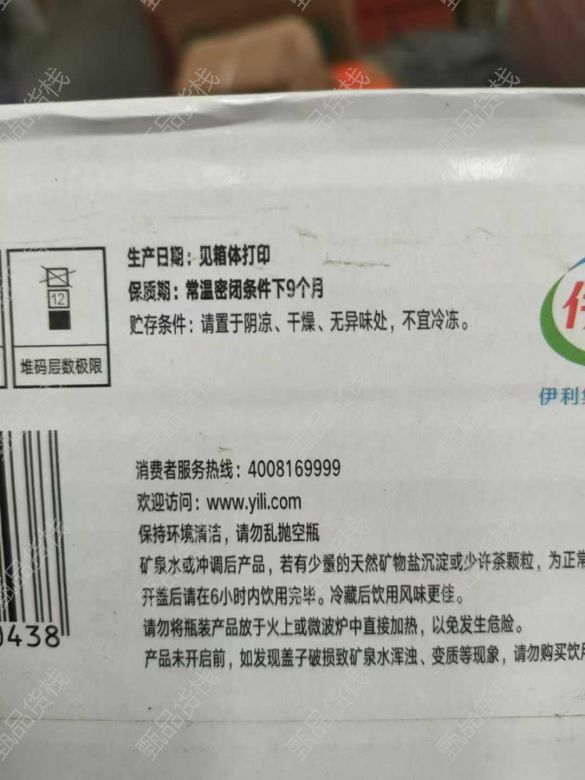 生产日期：见箱体打印
保质期：常温密闭条件下9个月
贮存条件：请置于阴凉、干燥、无异味处，不宜冷冻。
12
堆码层数极限
伊利集
消费者服务热线：4008169999
欢迎访问：www.yili.com
保持环境清洁，请勿乱抛空瓶
矿泉水或冲调后产品，若有少量的天然矿物盐沉淀或少许茶颗粒，为正常
开盖后请在6小时内饮用完毕。冷藏后饮用风味更佳。
请勿将瓶装产品放于火上或微波炉中直接加热，以免发生危险。
产品未开启前，如发现盖子破损致矿泉水浑浊、变质等现象，请勿购买饮用
0438
甄品货栈